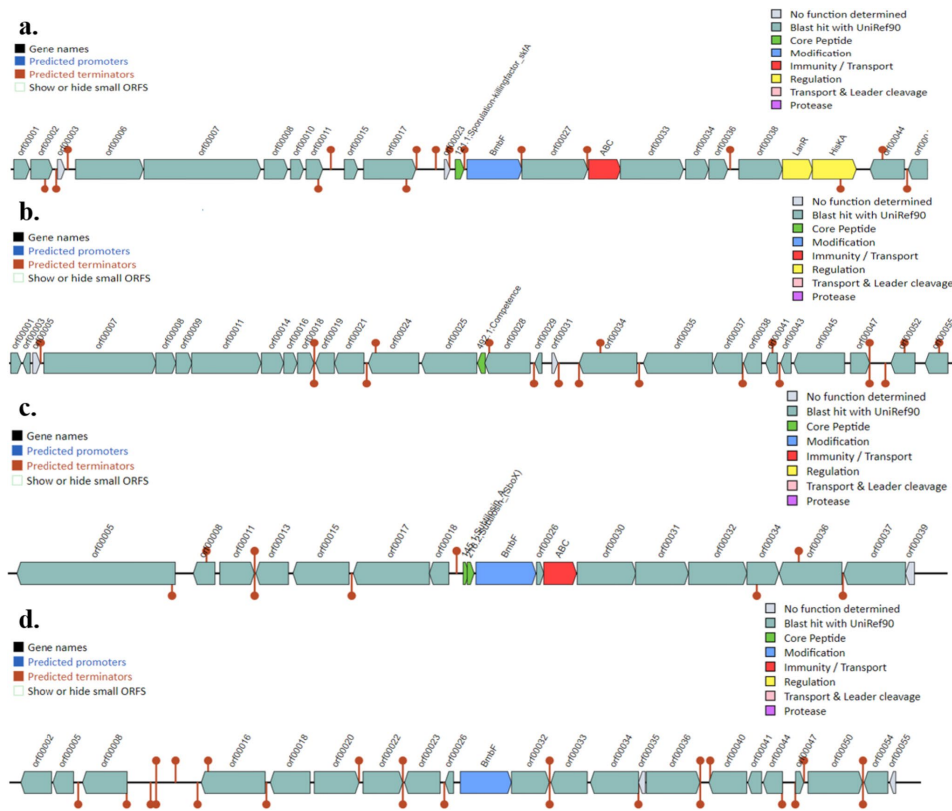 a.
Gene names
Predicted promoters
Predicted terminators
Show or hide small ORFS
No function determined
Blast hit with UniRef90
Core Peptide
Modification
Immunity / Transport
Regulation
Transport & Leader cleavage
Protease
orf00001 orf00002 orf00003 orf00006 orf00007 orf00008 orf00010 orf00011 orf00015 orf00017 orf00023 BmbF orf00027 ABC orf00033 orf00034 orf00036 orf00038 LanR HisKA orf00044
b.
Gene names
Predicted promoters
Predicted terminators
Show or hide small ORFS
No function determined
Blast hit with UniRef90
Core Peptide
Modification
Immunity / Transport
Regulation
Transport & Leader cleavage
Protease
orf00001 orf00003 orf00005 orf00007 orf00008 orf00009 orf00011 orf00014 orf00016 orf00018 orf00019 orf00021 orf00024 orf00025 492.1;Competence orf00028 orf00029 orf00031 orf00034 orf00035 orf00037 orf00038 orf00041 orf00043 orf00045 orf00047 orf00052 orf00055
c.
Gene names
Predicted promoters
Predicted terminators
Show or hide small ORFS
No function determined
Blast hit with UniRef90
Core Peptide
Modification
Immunity / Transport
Regulation
Transport & Leader cleavage
Protease
orf00005 orf00008 orf00011 orf00013 orf00015 orf00017 orf00018 BmbF orf00026 ABC orf00030 orf00031 orf00032 orf00034 orf00036 orf00037 orf00039
d.
Gene names
Predicted promoters
Predicted terminators
Show or hide small ORFS
No function determined
Blast hit with UniRef90
Core Peptide
Modification
Immunity / Transport
Regulation
Transport & Leader cleavage
Protease
orf00002 orf00005 orf00008 orf00016 orf00018 orf00020 orf00022 orf00023 orf00026 BmbF orf00032 orf00033 orf00034 orf00035 orf00036 orf00040 orf00041 orf00044 orf00047 orf00050 orf00054 orf00055